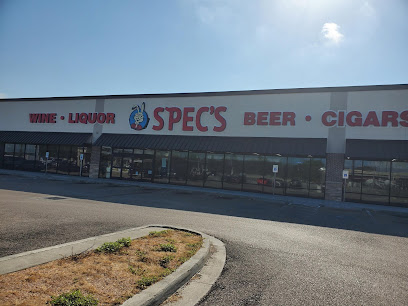 WINE • LIQUOR SPEC'S BEER • CIGARS